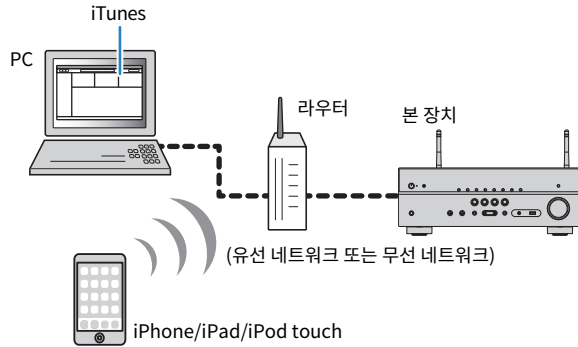 iTunes
PC
라우터
본 장치
(유선 네트워크 또는 무선 네트워크)
iPhone/iPad/iPod touch